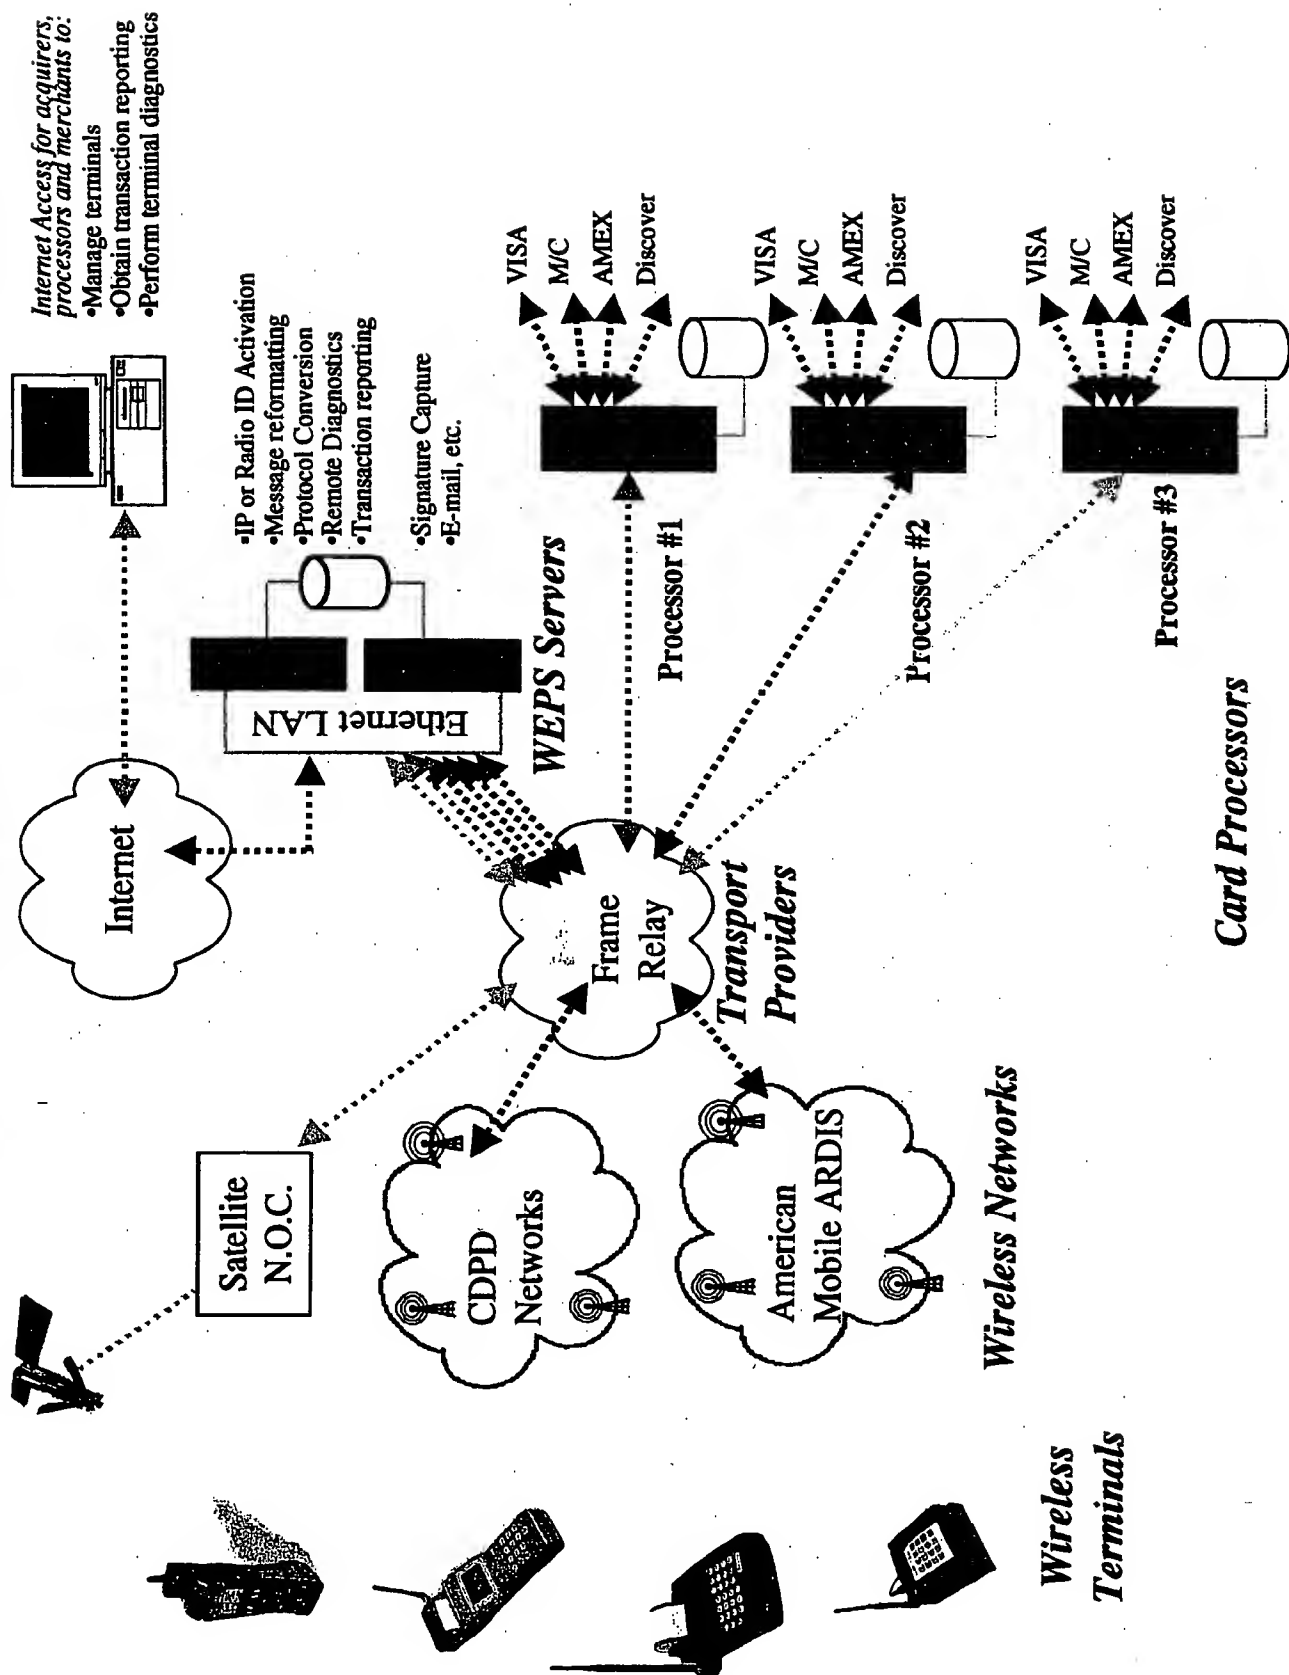 Internet Access for acquirers,
processors and merchants to:
•Manage terminals
•Obtain transaction reporting
•Perform terminal diagnostics
Internet
•IP or Radio ID Activation
•Message reformatting
•Protocol Conversion
•Remote Diagnostics
•Transaction reporting
•Signature Capture
•E-mail, etc.
Ethernet LAN
WEPS Servers
Satellite
N.O.C.
CDPD
Networks
American
Mobile ARDIS
Frame
Relay
Transport
Providers
Processor #1
VISA
M/C
AMEX
Discover
Processor #2
VISA
M/C
AMEX
Discover
Processor #3
VISA
M/C
AMEX
Discover
Wireless
Terminals
Wireless Networks
Card Processors